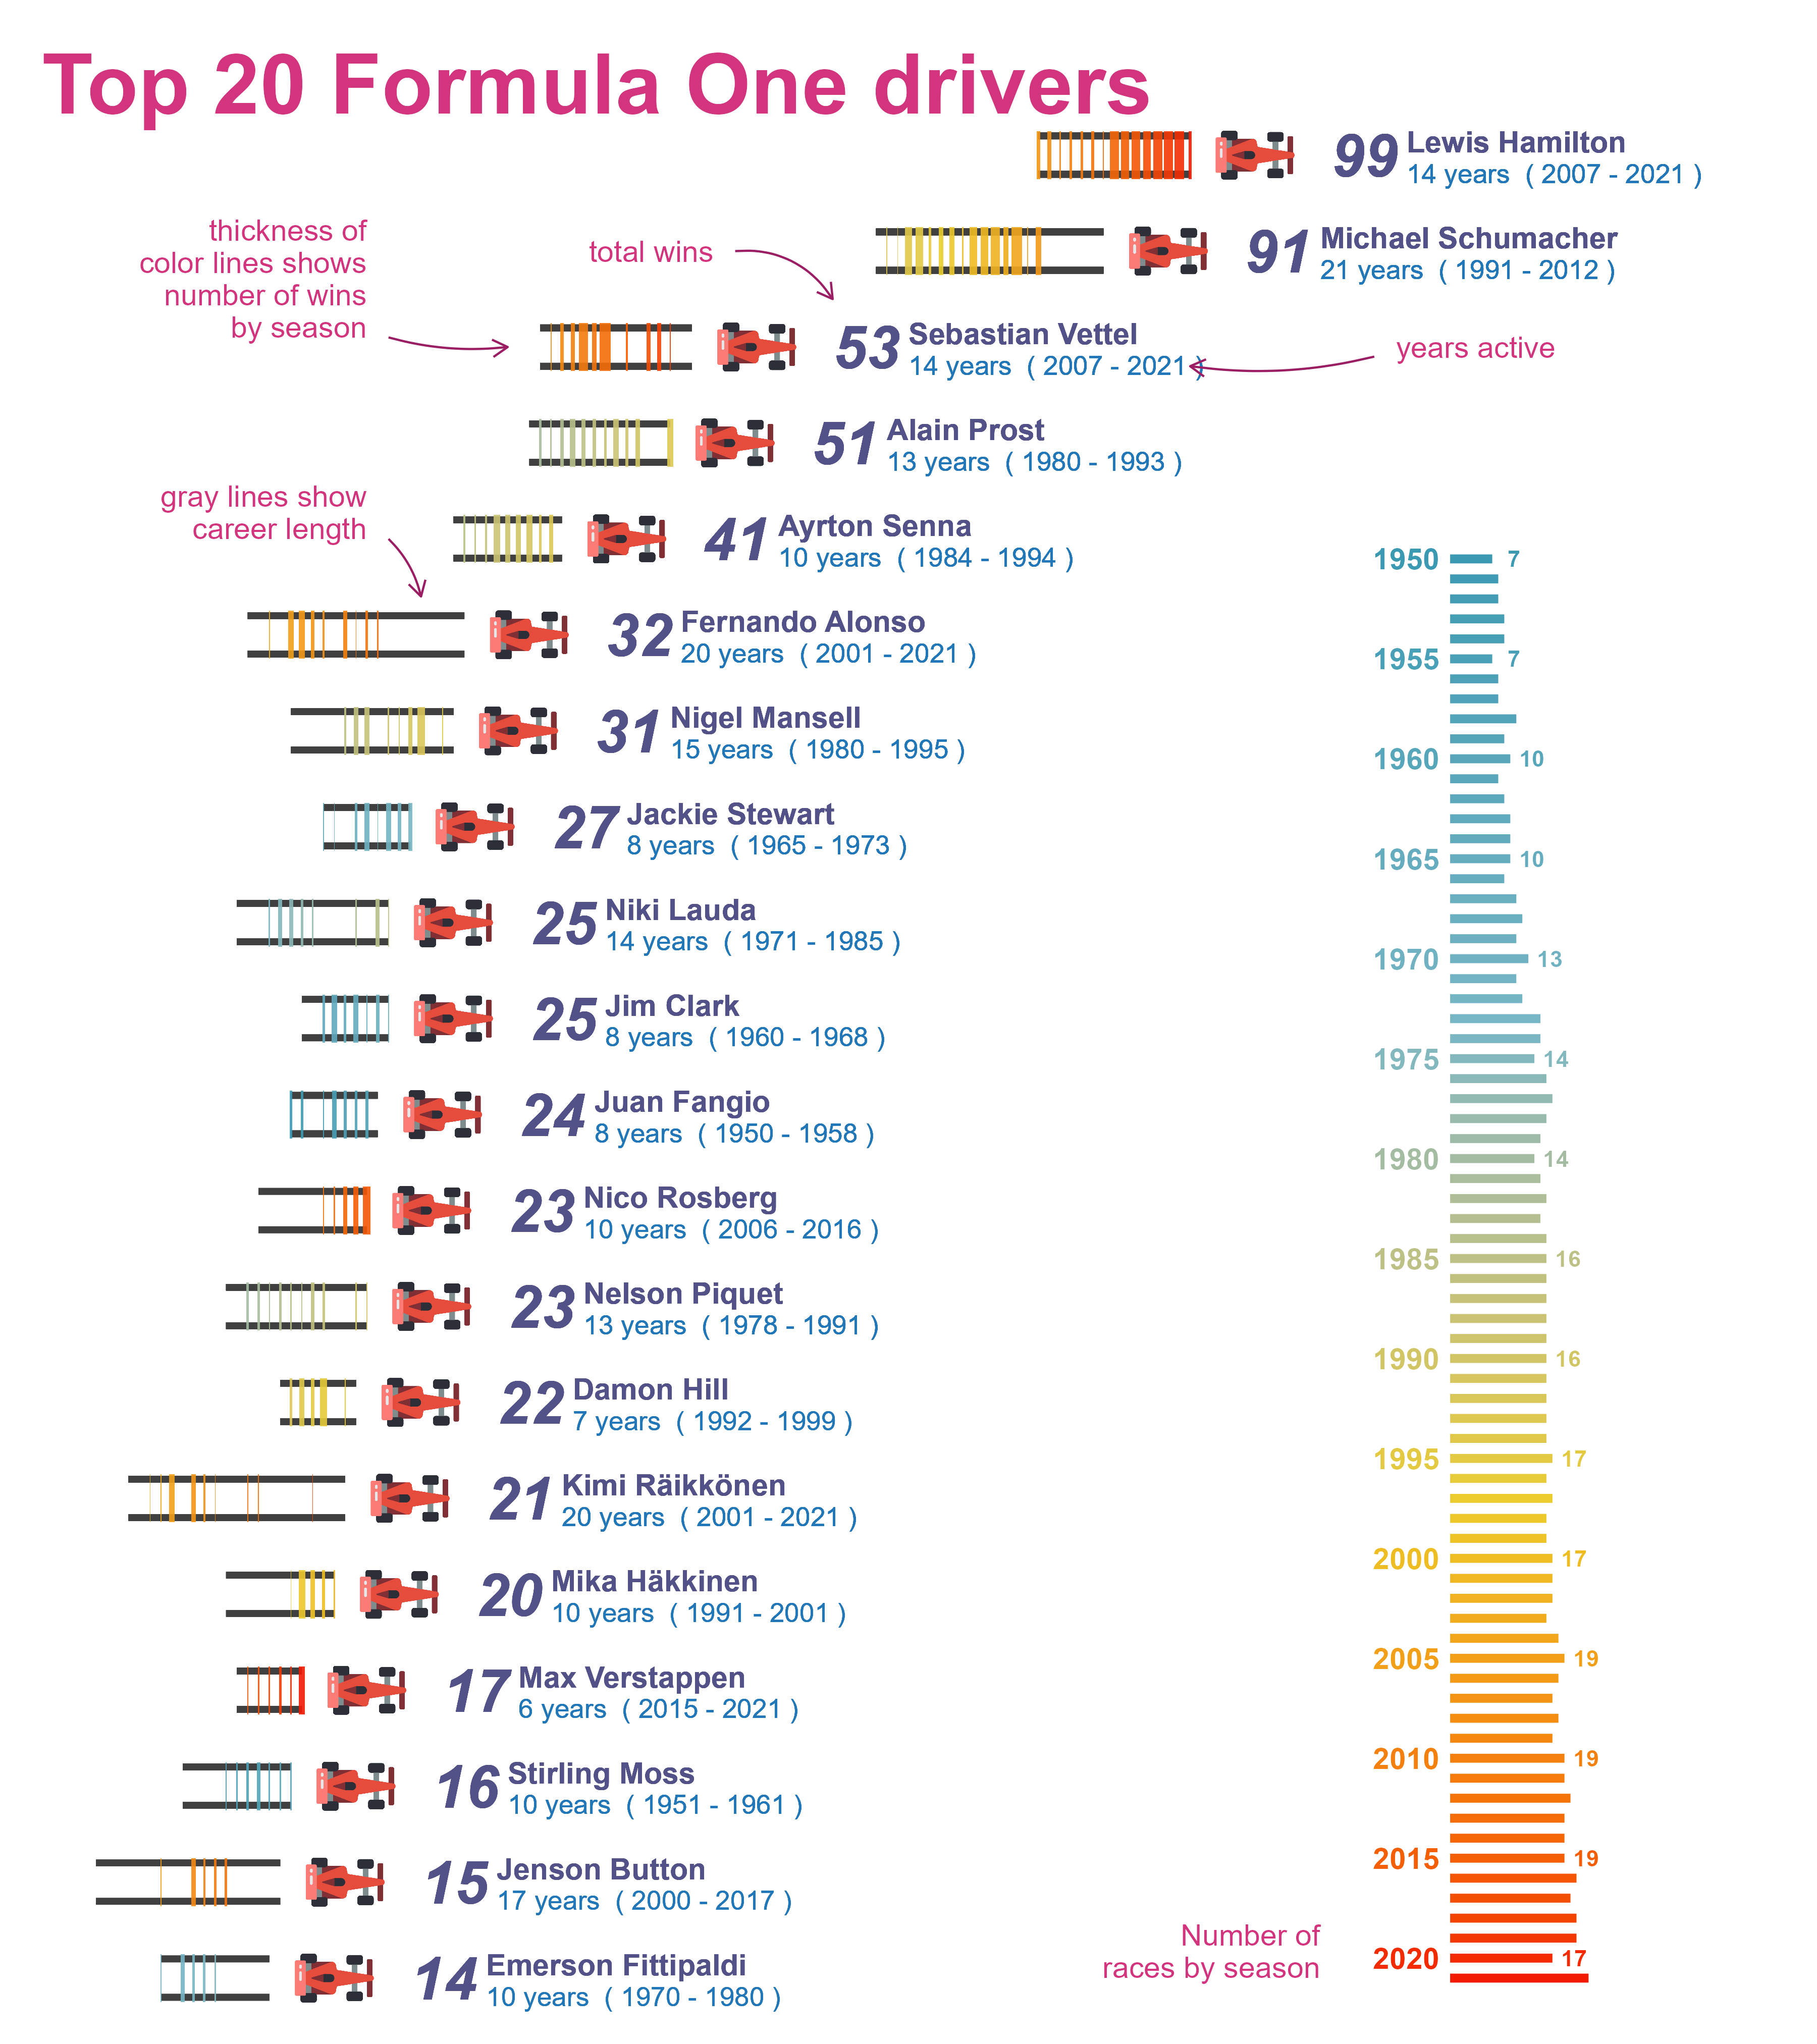 Top 20 Formula One drivers
99 Lewis Hamilton
14 years ( 2007 - 2021 )
thickness of
color lines shows
number of wins
by season
total wins
91 Michael Schumacher
21 years ( 1991 - 2012 )
53 Sebastian Vettel
14 years ( 2007 - 2021 )
years active
51 Alain Prost
13 years ( 1980 - 1993 )
gray lines show
career length
41 Ayrton Senna
10 years ( 1984 - 1994 )
32 Fernando Alonso
20 years ( 2001 - 2021 )
31 Nigel Mansell
15 years ( 1980 - 1995 )
27 Jackie Stewart
8 years ( 1965 - 1973 )
25 Niki Lauda
14 years ( 1971 - 1985 )
25 Jim Clark
8 years ( 1960 - 1968 )
24 Juan Fangio
8 years ( 1950 - 1958 )
23 Nico Rosberg
10 years ( 2006 - 2016 )
23 Nelson Piquet
13 years ( 1978 - 1991 )
22 Damon Hill
7 years ( 1992 - 1999 )
21 Kimi Räikkönen
20 years ( 2001 - 2021 )
20 Mika Häkkinen
10 years ( 1991 - 2001 )
17 Max Verstappen
6 years ( 2015 - 2021 )
16 Stirling Moss
10 years ( 1951 - 1961 )
15 Jenson Button
17 years ( 2000 - 2017 )
14 Emerson Fittipaldi
10 years ( 1970 - 1980 )
1950 7
1955 7
1960 10
1965 10
1970 13
1975 14
1980 14
1985 16
1990 16
1995 17
2000 17
2005 19
2010 19
2015 19
2020 17
Number of
races by season